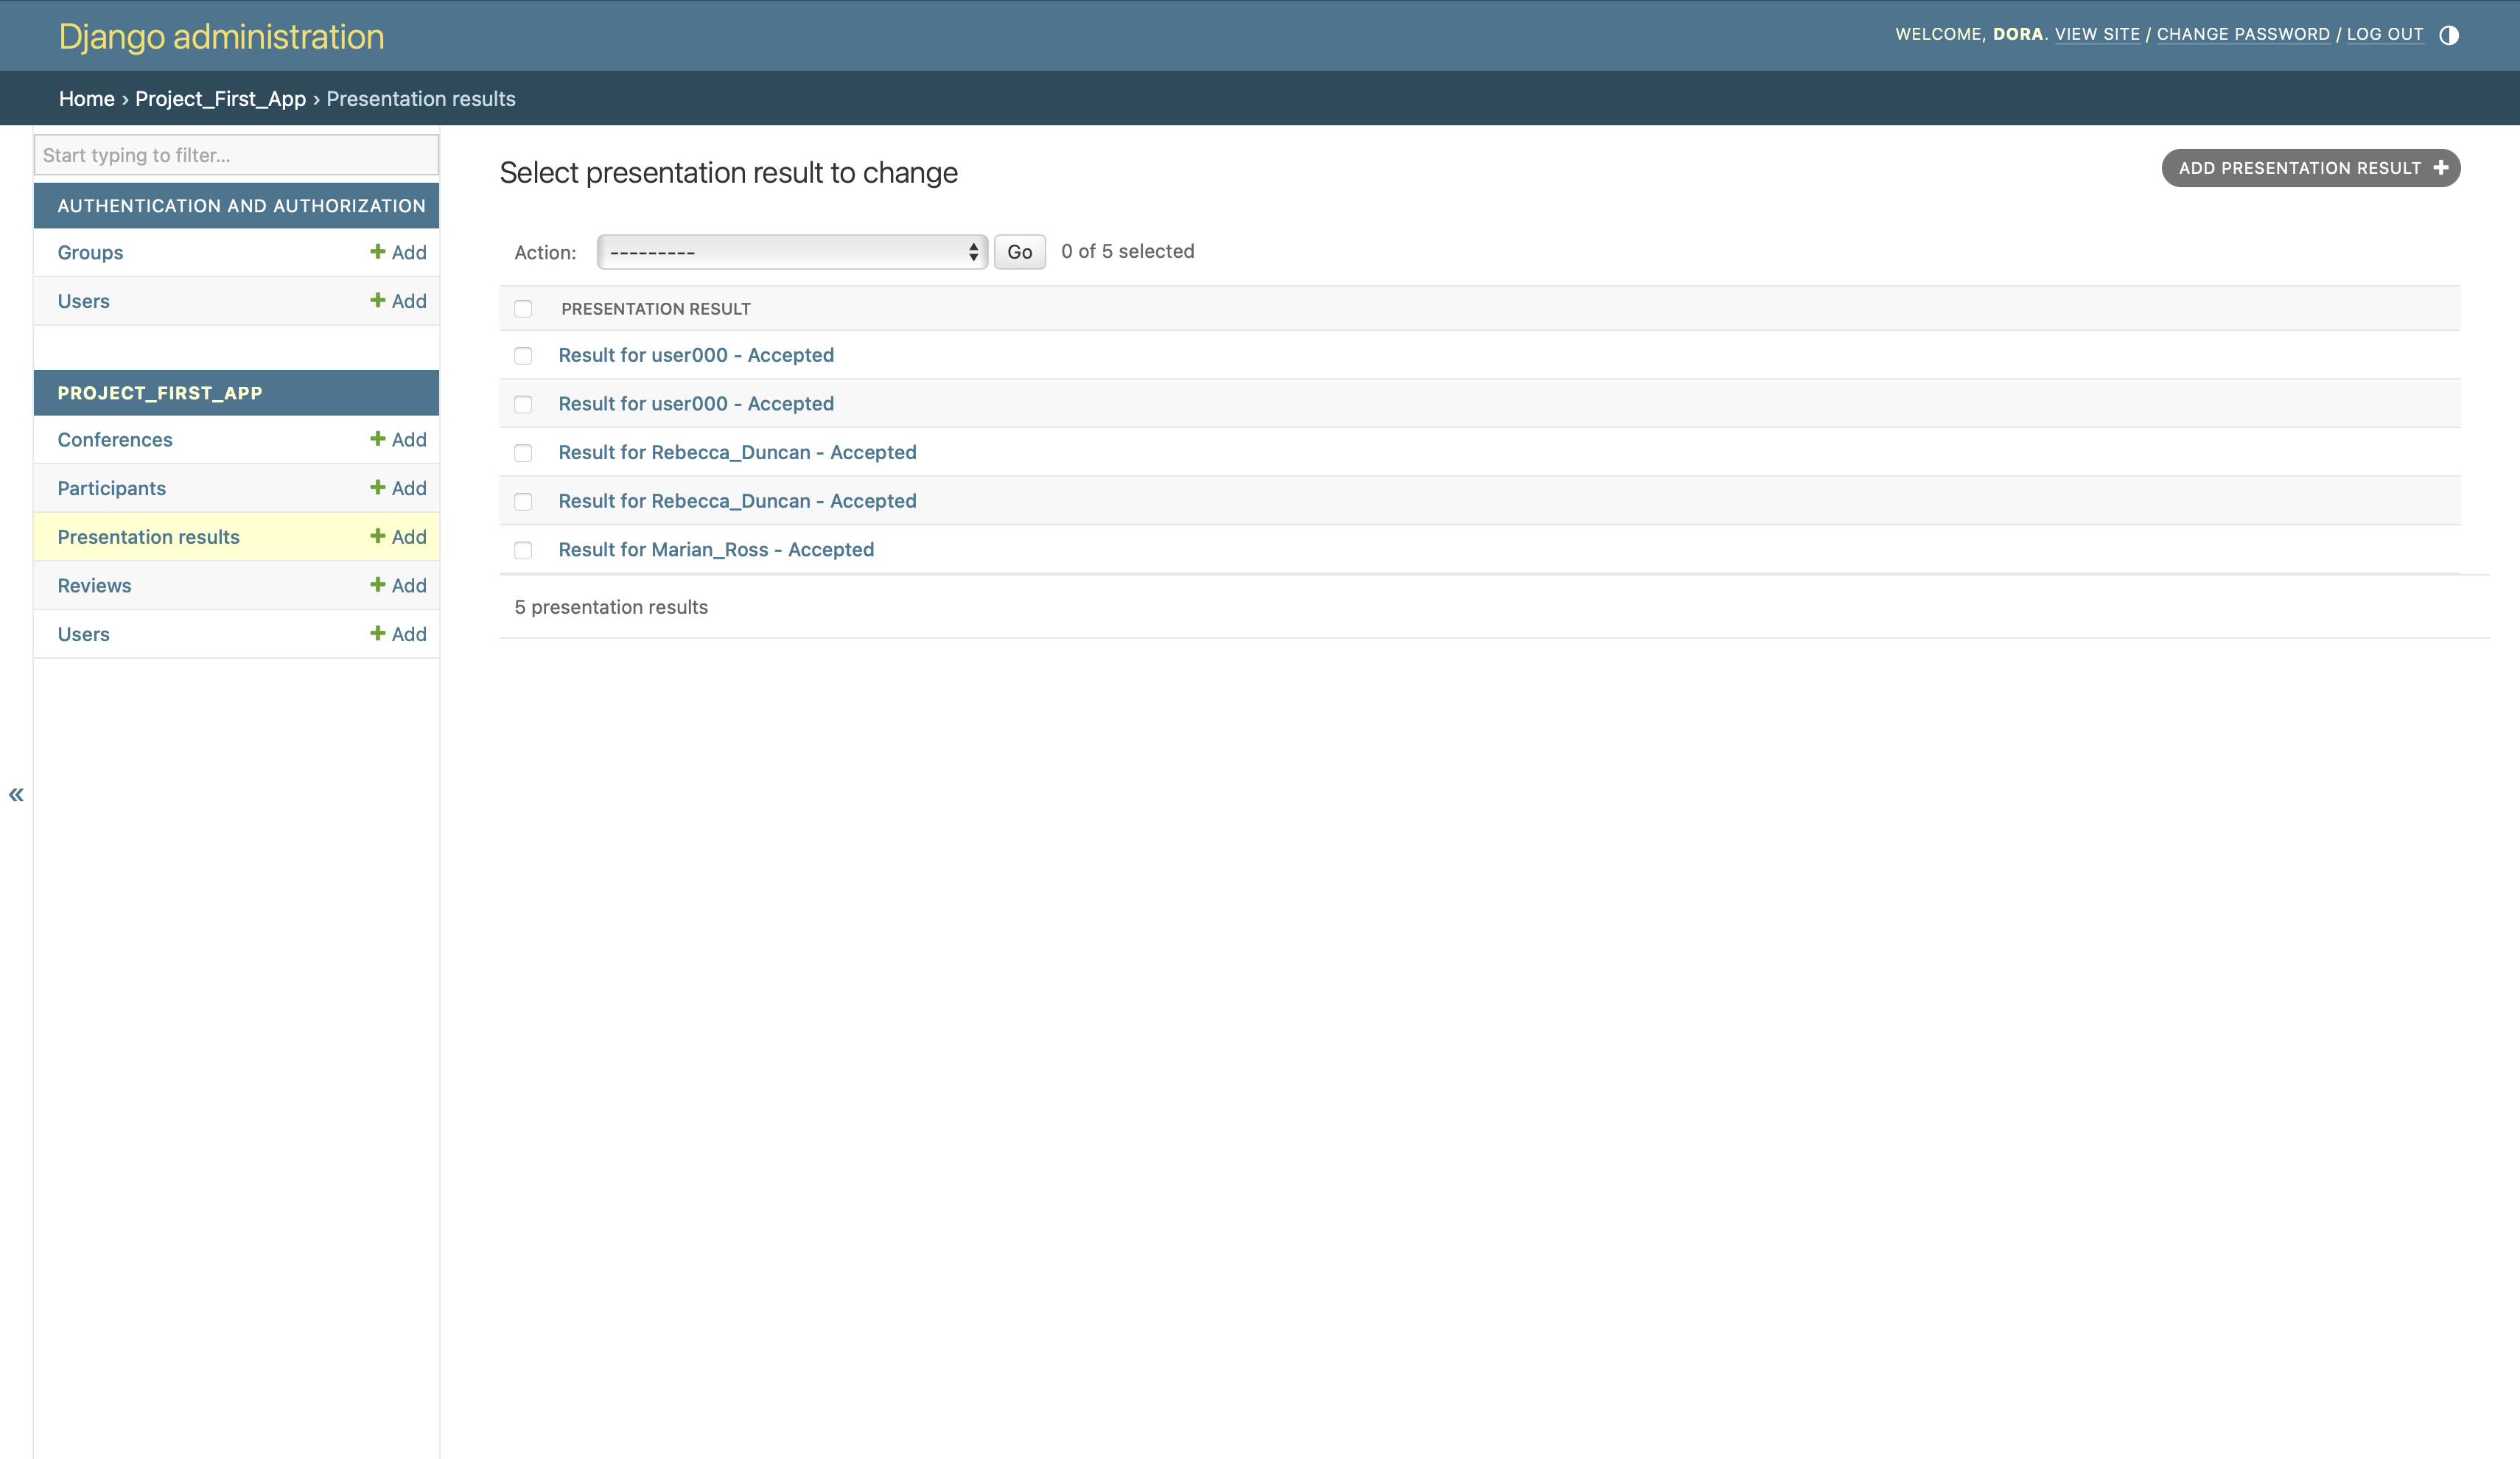 Django administration
WELCOME, DORA. VIEW SITE / CHANGE PASSWORD / LOG OUT
Home › Project_First_App › Presentation results
Start typing to filter...
AUTHENTICATION AND AUTHORIZATION
Groups Add
Users Add
PROJECT_FIRST_APP
Conferences Add
Participants Add
Presentation results Add
Reviews Add
Users Add
«
Select presentation result to change
ADD PRESENTATION RESULT
Action: --------- Go 0 of 5 selected
PRESENTATION RESULT
Result for user000 - Accepted
Result for user000 - Accepted
Result for Rebecca_Duncan - Accepted
Result for Rebecca_Duncan - Accepted
Result for Marian_Ross - Accepted
5 presentation results